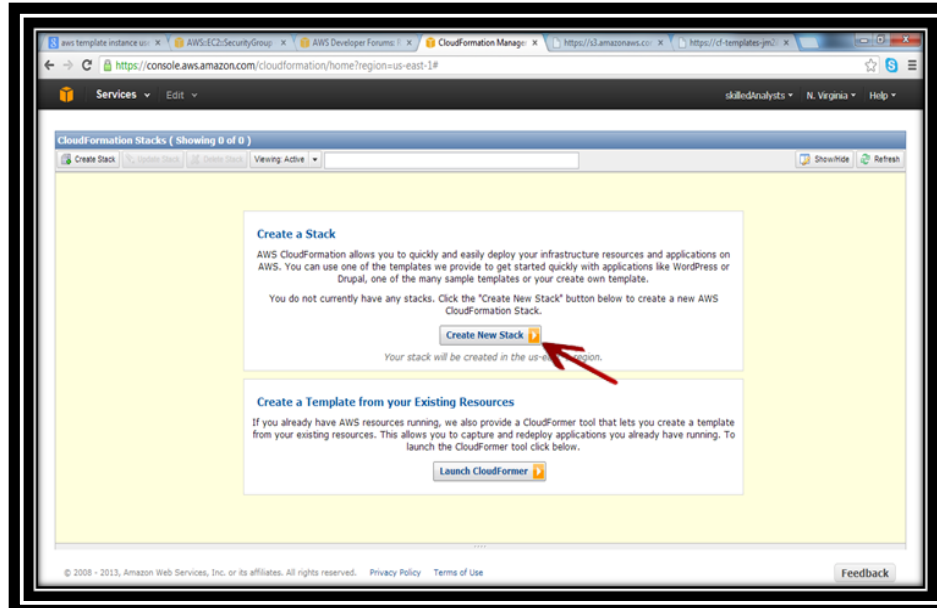 aws template instance us
AWS::EC2::SecurityGroup
AWS Developer Forums: F
CloudFormation Manage
https://s3.amazonaws.co
https://cf-templates-jm2
https://console.aws.amazon.com/cloudformation/home?region=us-east-1#
Services Edit skilledAnalysts N. Virginia Help
CloudFormation Stacks ( Showing 0 of 0 )
Create Stack Update Stack Delete Stack Viewing: Active Show/Hide Refresh
Create a Stack
AWS CloudFormation allows you to quickly and easily deploy your infrastructure resources and applications on
AWS. You can use one of the templates we provide to get started quickly with applications like WordPress or
Drupal, one of the many sample templates or your create own template.
You do not currently have any stacks. Click the "Create New Stack" button below to create a new AWS
CloudFormation Stack.
Create New Stack
Your stack will be created in the us-ea region.
Create a Template from your Existing Resources
If you already have AWS resources running, we also provide a CloudFormer tool that lets you create a template
from your existing resources. This allows you to capture and redeploy applications you already have running. To
launch the CloudFormer tool click below.
Launch CloudFormer
© 2008 - 2013, Amazon Web Services, Inc. or its affiliates. All rights reserved. Privacy Policy Terms of Use Feedback